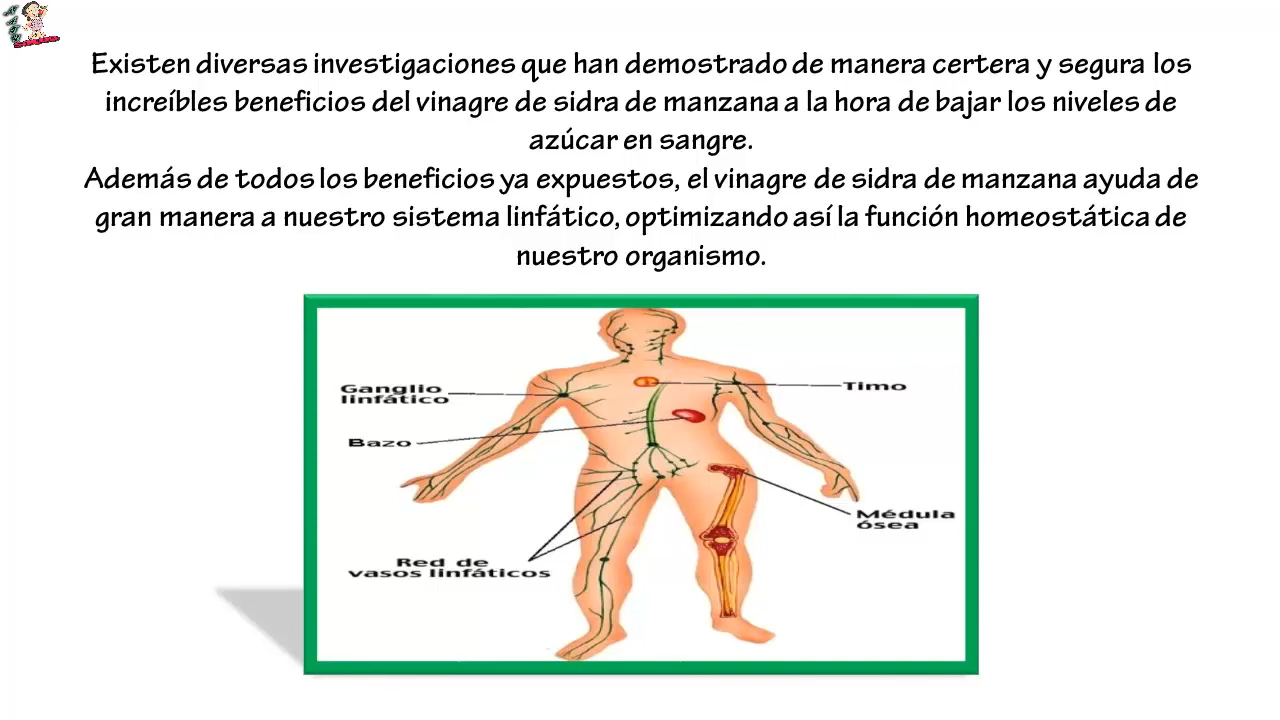 Existen diversas investigaciones que han demostrado de manera certera y segura los
increíbles beneficios del vinagre de sidra de manzana a la hora de bajar los niveles de
azúcar en sangre.
Además de todos los beneficios ya expuestos, el vinagre de sidra de manzana ayuda de
gran manera a nuestro sistema linfático, optimizando así la función homeostática de
nuestro organismo.
Ganglio
linfático
Timo
Bazo
Médula
ósea
Red de
vasos linfáticos